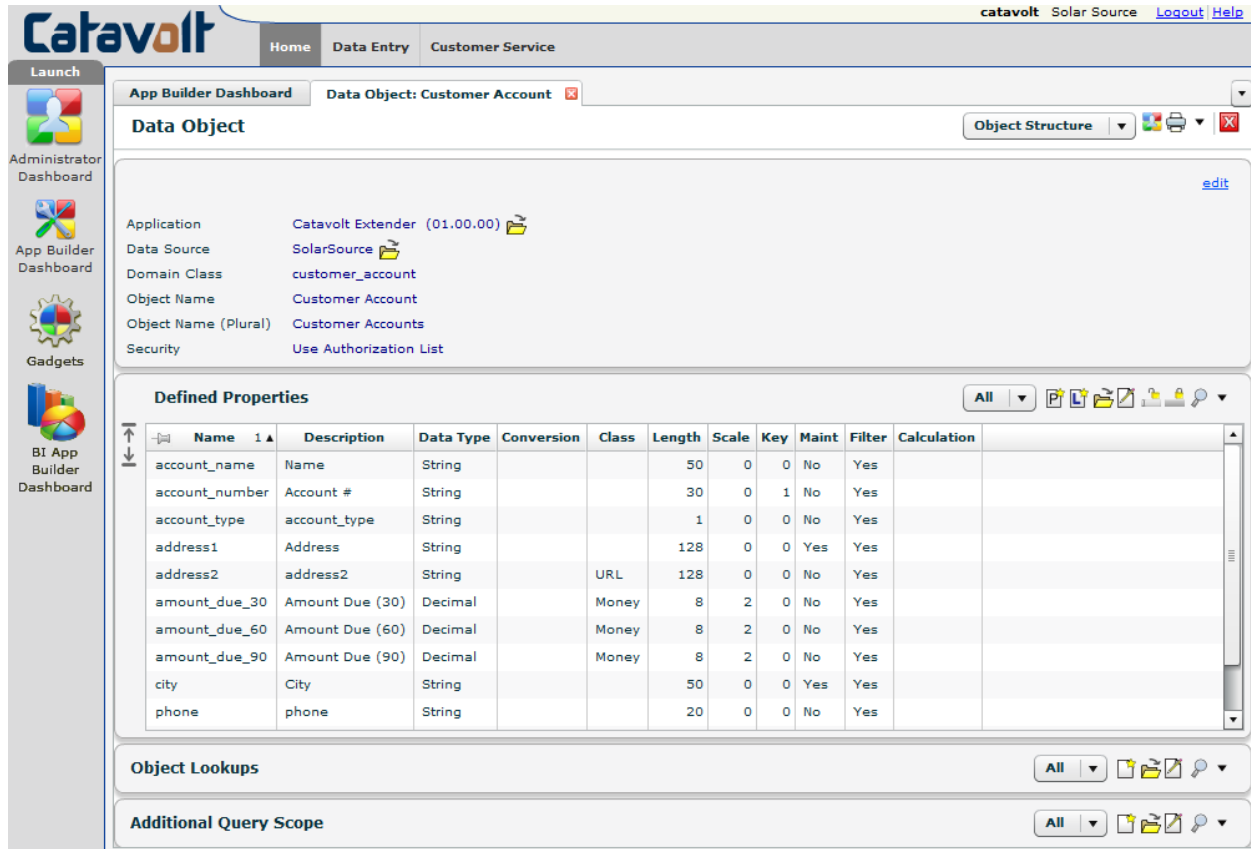 catavolt Solar Source Logout Help
Catavolt
Home Data Entry Customer Service
Launch
Administrator
Dashboard
App Builder
Dashboard
Gadgets
BI App
Builder
Dashboard
App Builder Dashboard Data Object: Customer Account
Data Object Object Structure
edit
Application Catavolt Extender (01.00.00)
Data Source SolarSource
Domain Class customer_account
Object Name Customer Account
Object Name (Plural) Customer Accounts
Security Use Authorization List
Defined Properties All P L
Name 1 Description Data Type Conversion Class Length Scale Key Maint Filter Calculation
account_name Name String 50 0 0 No Yes
account_number Account # String 30 0 1 No Yes
account_type account_type String 1 0 0 No Yes
address1 Address String 128 0 0 Yes Yes
address2 address2 String URL 128 0 0 No Yes
amount_due_30 Amount Due (30) Decimal Money 8 2 0 No Yes
amount_due_60 Amount Due (60) Decimal Money 8 2 0 No Yes
amount_due_90 Amount Due (90) Decimal Money 8 2 0 No Yes
city City String 50 0 0 Yes Yes
phone phone String 20 0 0 No Yes
Object Lookups All
Additional Query Scope All